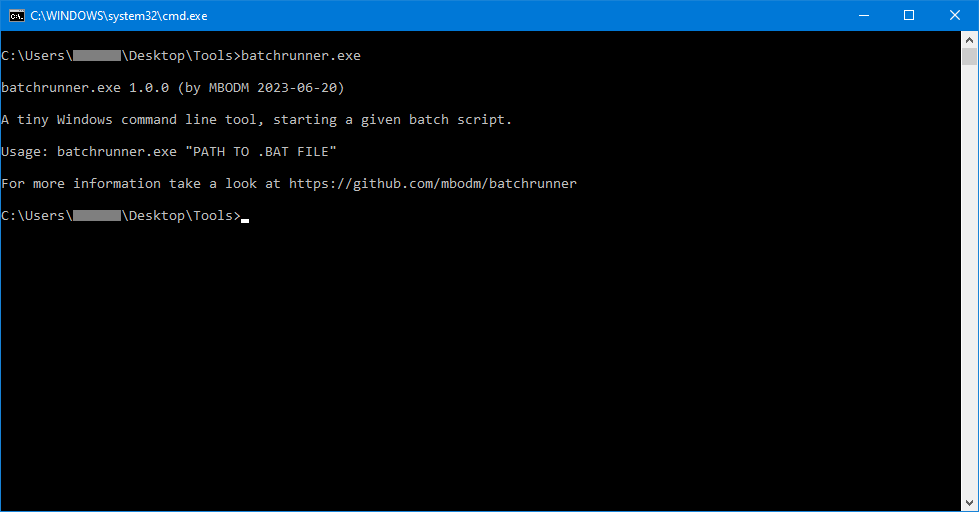 C:\WINDOWS\system32\cmd.exe
C:\Users\ \Desktop\Tools>batchrunner.exe
batchrunner.exe 1.0.0 (by MBODM 2023-06-20)
A tiny Windows command line tool, starting a given batch script.
Usage: batchrunner.exe "PATH TO .BAT FILE"
For more information take a look at https://github.com/mbodm/batchrunner
C:\Users\ \Desktop\Tools>